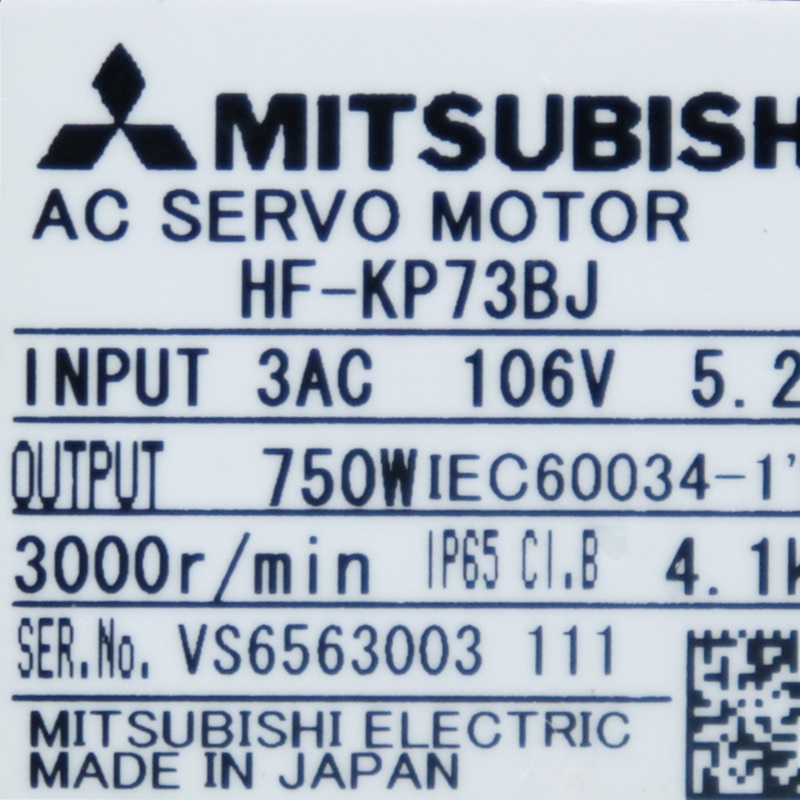 MITSUBISH
AC SERVO MOTOR
HF-KP73BJ
INPUT 3AC 106V 5.2
OUTPUT 750W IEC60034-1'
3000r/min IP65 CI.B 4.1k
SER.No. VS6563003 111
MITSUBISHI ELECTRIC
MADE IN JAPAN